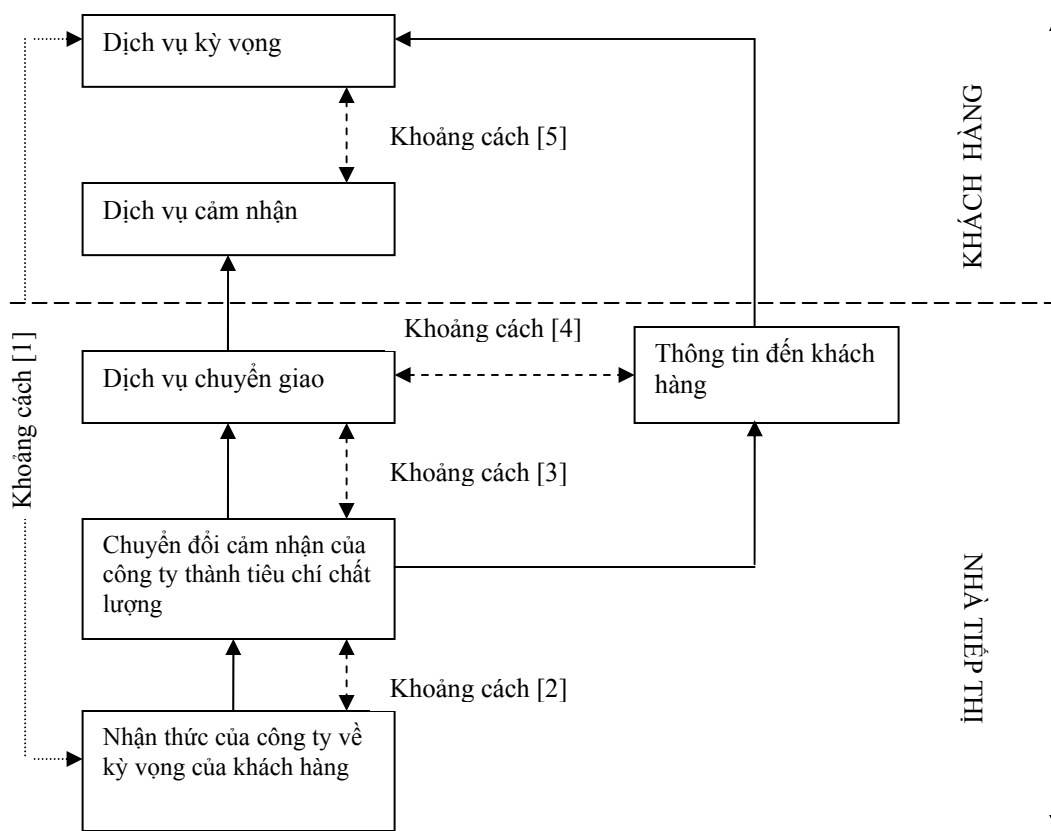 Dịch vụ kỳ vọng
Khoảng cách [5]
Dịch vụ cảm nhận
KHẠCH HẠNG
Khoảng cách [4]
Thông tin đến khách
hàng
Dịch vụ chuyển giao
Khoảng cách [1]
Khoảng cách [3]
Chuyển đổi cảm nhận của
công ty thành tiêu chí chất
lượng
NHÀ TIẾP THỊ
Khoảng cách [2]
Nhận thức của công ty về
kỳ vọng của khách hàng